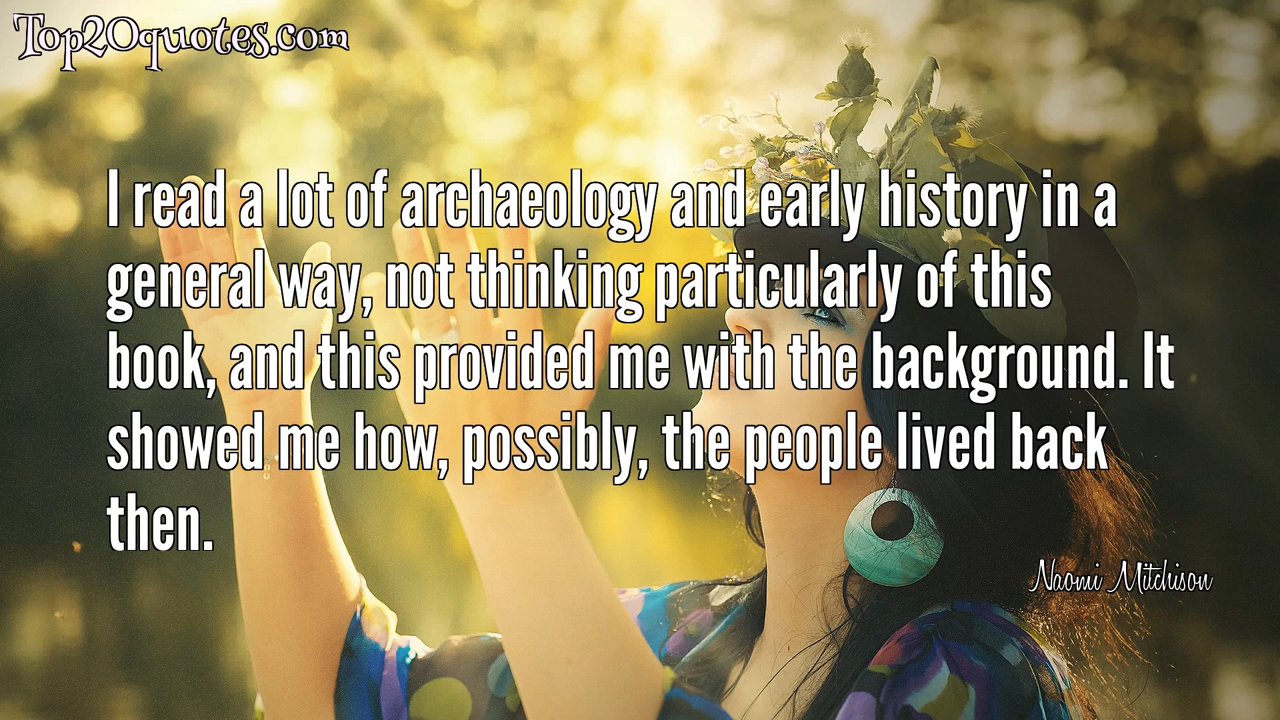 Top20quotes.com
I read a lot of archaeology and early history in a
general way, not thinking particularly of this
book, and this provided me with the background. It
showed me how, possibly, the people lived back
then.
Naomi Mitchison